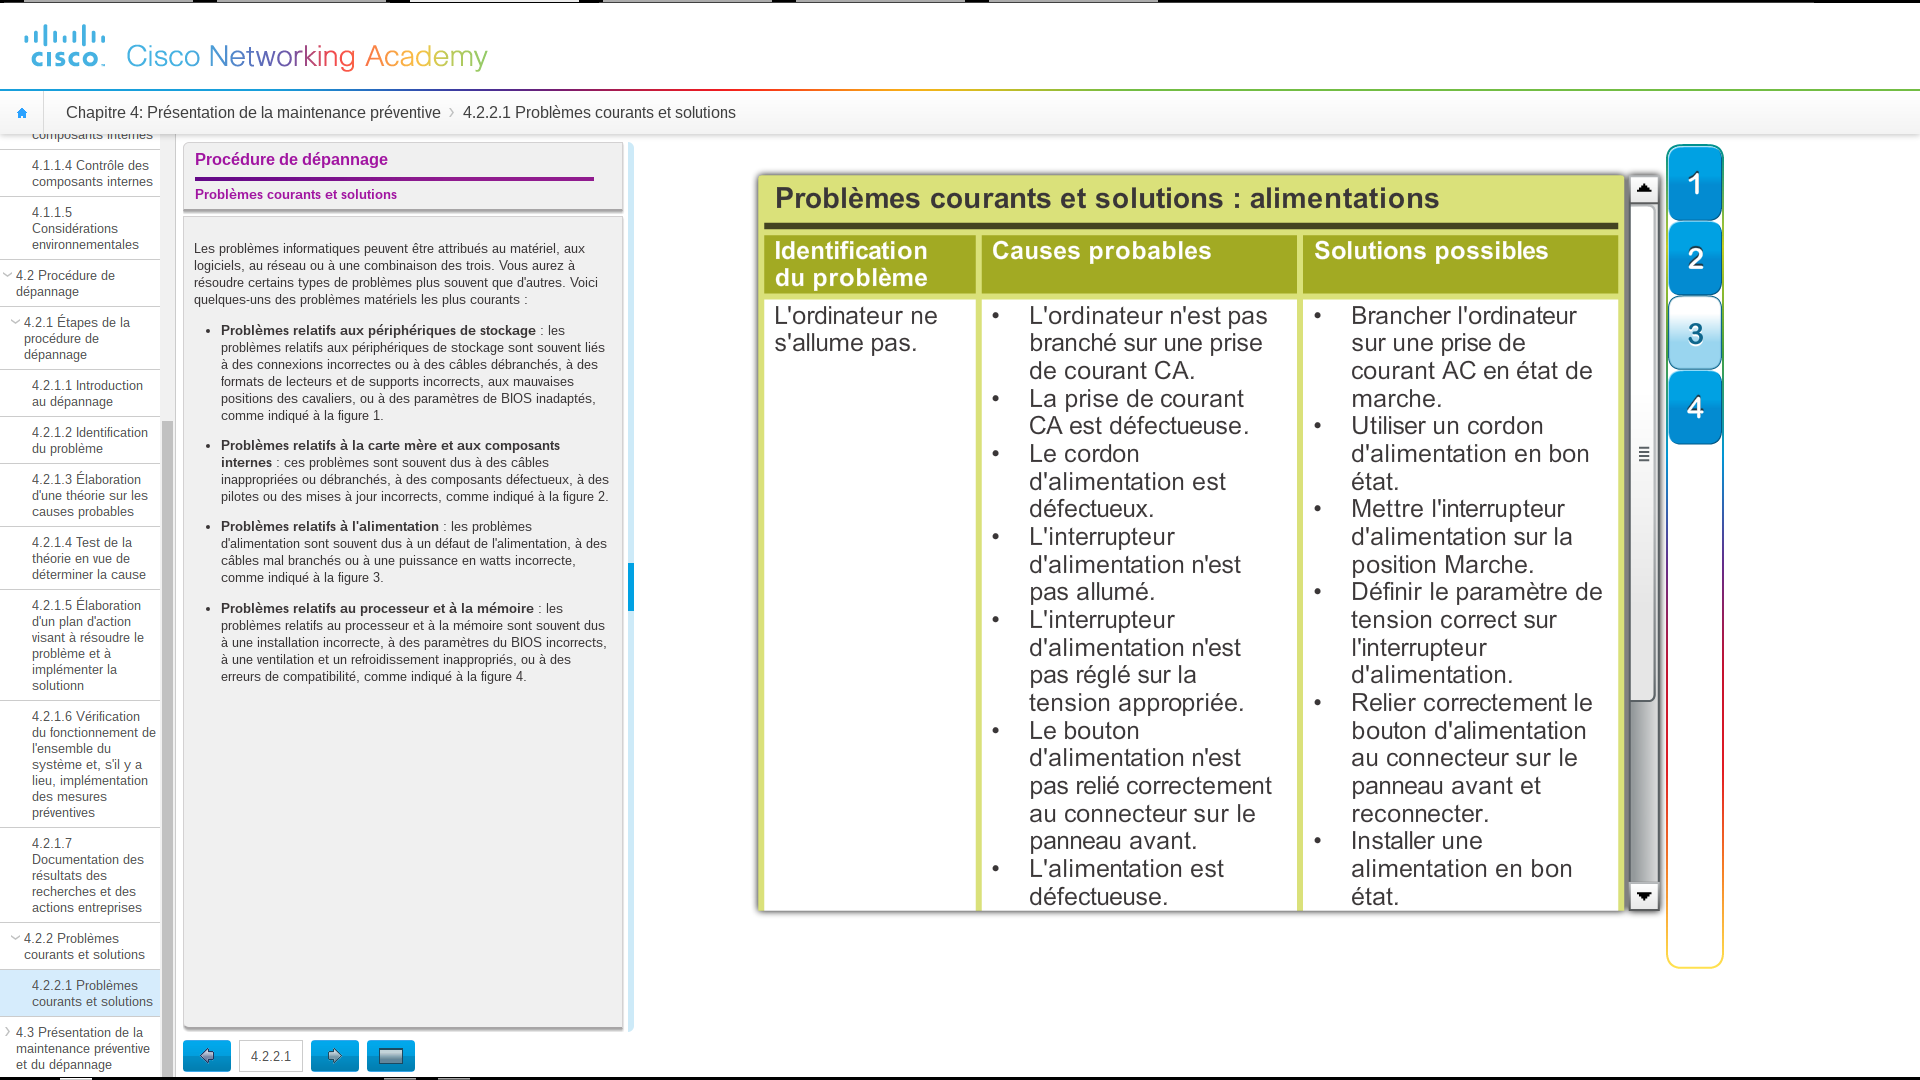 cisco
Cisco Networking Academy
Chapitre 4: Présentation de la maintenance préventive
4.2.2.1 Problèmes courants et solutions
composants internes
4.1.1.4 Contrôle des
composants internes
4.1.1.5
Considérations
environnementales
4.2 Procédure de
dépannage
4.2.1 Étapes de la
procédure de
dépannage
4.2.1.1 Introduction
au dépannage
4.2.1.2 Identification
du problème
4.2.1.3 Élaboration
d'une théorie sur les
causes probables
4.2.1.4 Test de la
théorie en vue de
déterminer la cause
4.2.1.5 Élaboration
d'un plan d'action
visant à résoudre le
problème et à
implémenter la
solutionn
4.2.1.6 Vérification
du fonctionnement de
l'ensemble du
système et, s'il y a
lieu, implémentation
des mesures
préventives
4.2.1.7
Documentation des
résultats des
recherches et des
actions entreprises
4.2.2 Problèmes
courants et solutions
4.2.2.1 Problèmes
courants et solutions
4.3 Présentation de la
maintenance préventive
et du dépannage
Procédure de dépannage
Problèmes courants et solutions
Les problèmes informatiques peuvent être attribués au matériel, aux
logiciels, au réseau ou à une combinaison des trois. Vous aurez à
résoudre certains types de problèmes plus souvent que d'autres. Voici
quelques-uns des problèmes matériels les plus courants :
• Problèmes relatifs aux périphériques de stockage : les
problèmes relatifs aux périphériques de stockage sont souvent liés
à des connexions incorrectes ou à des câbles débranchés, à des
formats de lecteurs et de supports incorrects, aux mauvaises
positions des cavaliers, ou à des paramètres de BIOS inadaptés,
comme indiqué à la figure 1.
• Problèmes relatifs à la carte mère et aux composants
internes : ces problèmes sont souvent dus à des câbles
inappropriées ou débranchés, à des composants défectueux, à des
pilotes ou des mises à jour incorrects, comme indiqué à la figure 2.
• Problèmes relatifs à l'alimentation : les problèmes
d'alimentation sont souvent dus à un défaut de l'alimentation, à des
câbles mal branchés ou à une puissance en watts incorrecte,
comme indiqué à la figure 3.
• Problèmes relatifs au processeur et à la mémoire : les
problèmes relatifs au processeur et à la mémoire sont souvent dus
à une installation incorrecte, à des paramètres du BIOS incorrects,
à une ventilation et un refroidissement inappropriés, ou à des
erreurs de compatibilité, comme indiqué à la figure 4.
4.2.2.1
Problèmes courants et solutions : alimentations
Identification
du problème
Causes probables
Solutions possibles
L'ordinateur ne
s'allume pas.
• L'ordinateur n'est pas
branché sur une prise
de courant CA.
• La prise de courant
CA est défectueuse.
• Le cordon
d'alimentation est
défectueux.
• L'interrupteur
d'alimentation n'est
pas allumé.
• L'interrupteur
d'alimentation n'est
pas réglé sur la
tension appropriée.
• Le bouton
d'alimentation n'est
pas relié correctement
au connecteur sur le
panneau avant.
• L'alimentation est
défectueuse.
• Brancher l'ordinateur
sur une prise de
courant AC en état de
marche.
• Utiliser un cordon
d'alimentation en bon
état.
• Mettre l'interrupteur
d'alimentation sur la
position Marche.
• Définir le paramètre de
tension correct sur
l'interrupteur
d'alimentation.
• Relier correctement le
bouton d'alimentation
au connecteur sur le
panneau avant et
reconnecter.
• Installer une
alimentation en bon
état.
1
2
3
4